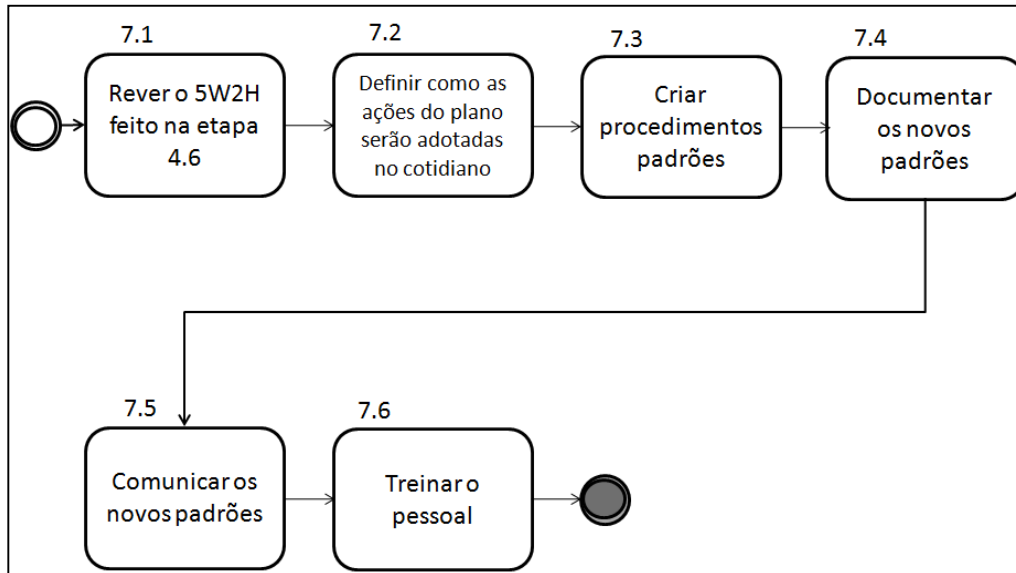 7.1
Rever o 5W2H
feito na etapa
4.6
7.2
Definir como as
ações do plano
serão adotadas
no cotidiano
7.3
Criar
procedimentos
padrões
7.4
Documentar
os novos
padrões
7.5
Comunicar os
novos padrões
7.6
Treinar o
pessoal